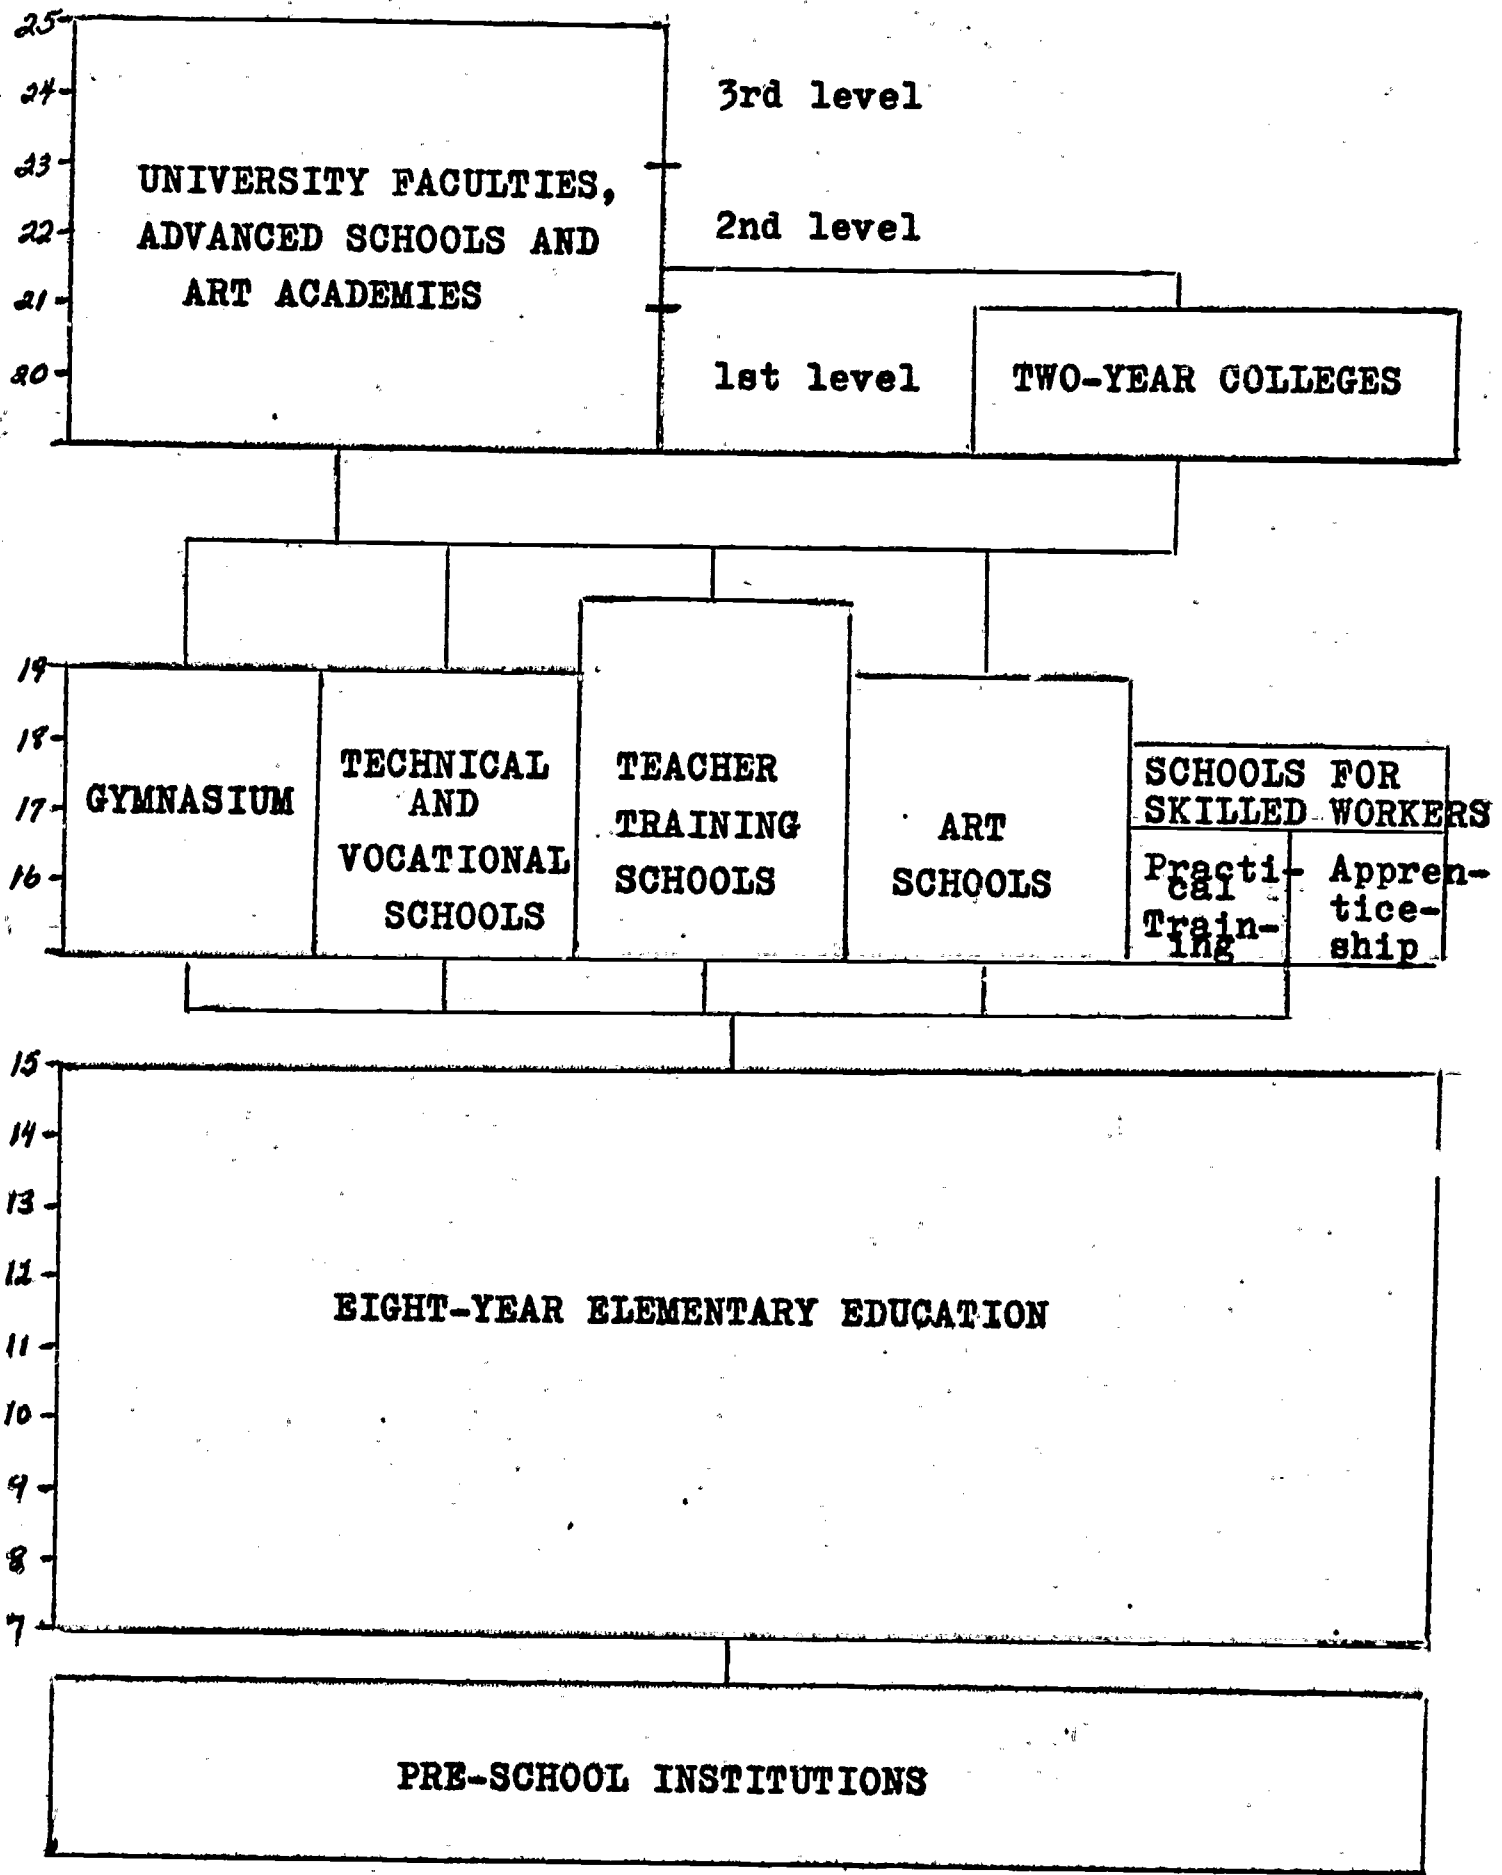 25
24
3rd level
23
UNIVERSITY FACULTIES,
22
2nd level
ADVANCED SCHOOLS AND
21
ART ACADEMIES
20
1st level
TWO-YEAR COLLEGES
19
18
17
16
GYMNASIUM
TECHNICAL
AND
VOCATIONAL
SCHOOLS
TEACHER
TRAINING
SCHOOLS
ART
SCHOOLS
SCHOOLS FOR
SKILLED WORKERS
Practi-
cal
Train-
ing
Appren-
tice-
ship
15
14
13
12
EIGHT-YEAR ELEMENTARY EDUCATION
11
10
9
8
7
PRE-SCHOOL INSTITUTIONS